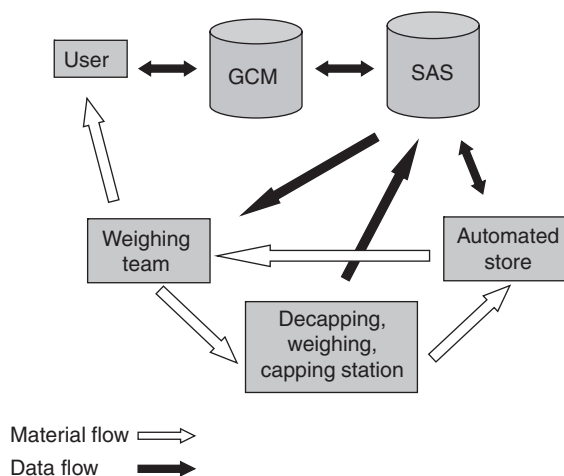 User
GCM
SAS
Weighing
team
Automated
store
Decapping,
weighing,
capping station
Material flow
Data flow